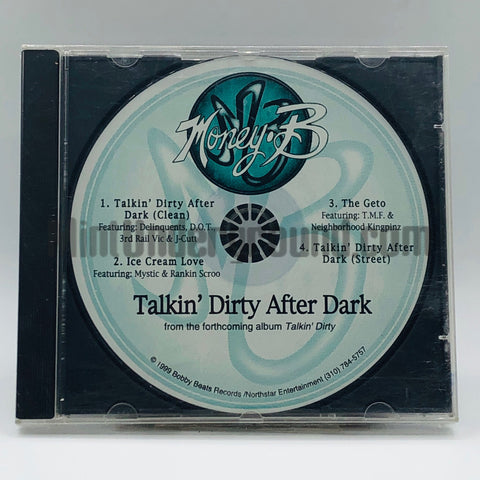 Money·B
1. Talkin' Dirty After
Dark (Clean)
Featuring: Delinquents, D.O.T.,
3rd Rail Vic & J-Cutt
2. Ice Cream Love
Featuring: Mystic & Rankin Scroo
3. The Geto
Featuring: T.M.F. &
Neighborhood Kingpinz
4. Talkin' Dirty After
Dark (Street)
Talkin' Dirty After Dark
from the forthcoming album Talkin' Dirty
© 1999 Bobby Beats Records /Northstar Entertainment (310) 784-5757